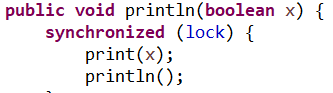 public void println(boolean x) {
    synchronized (lock) {
        print(x);
        println();